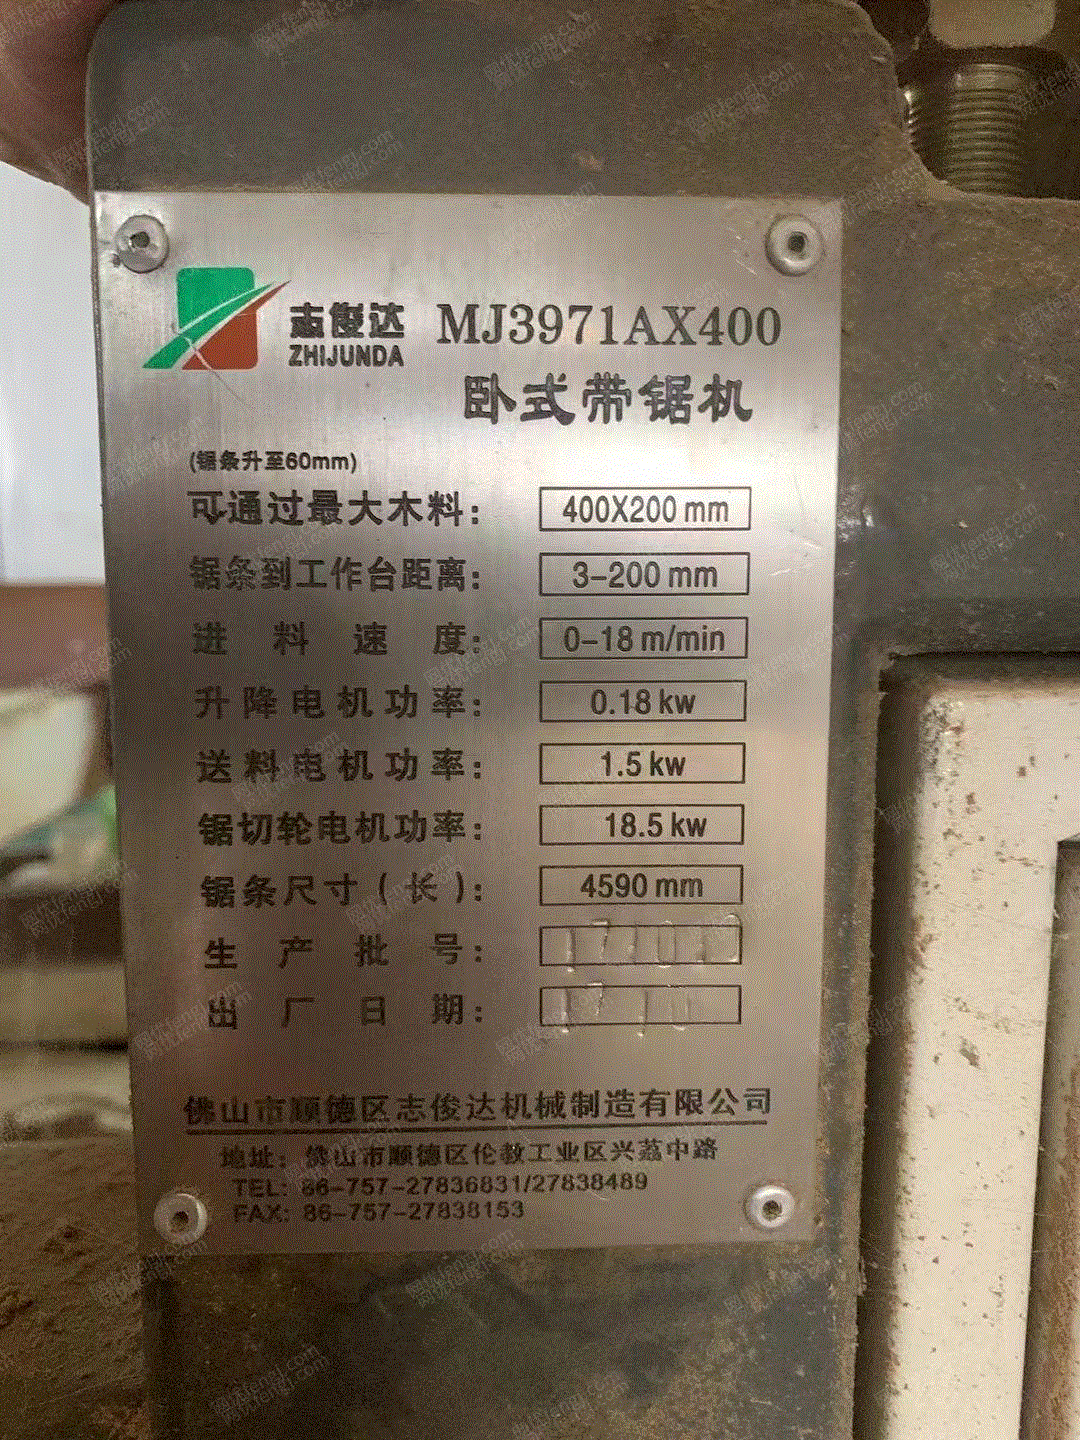 志俊达 MJ3971AX400
ZHIJUNDA
卧式带锯机
(锯条升至60mm)
可通过最大木料： 400X200 mm
锯条到工作台距离： 3-200 mm
进料速度： 0-18 m/min
升降电机功率： 0.18 kw
送料电机功率： 1.5 kw
锯切轮电机功率： 18.5 kw
锯条尺寸（长）： 4590 mm
生产批号：
出厂日期： 17 10
佛山市顺德区志俊达机械制造有限公司
地址：佛山市顺德区伦教工业区兴荔中路
TEL: 86-757-27836831/27838489
FAX: 86-757-27838153